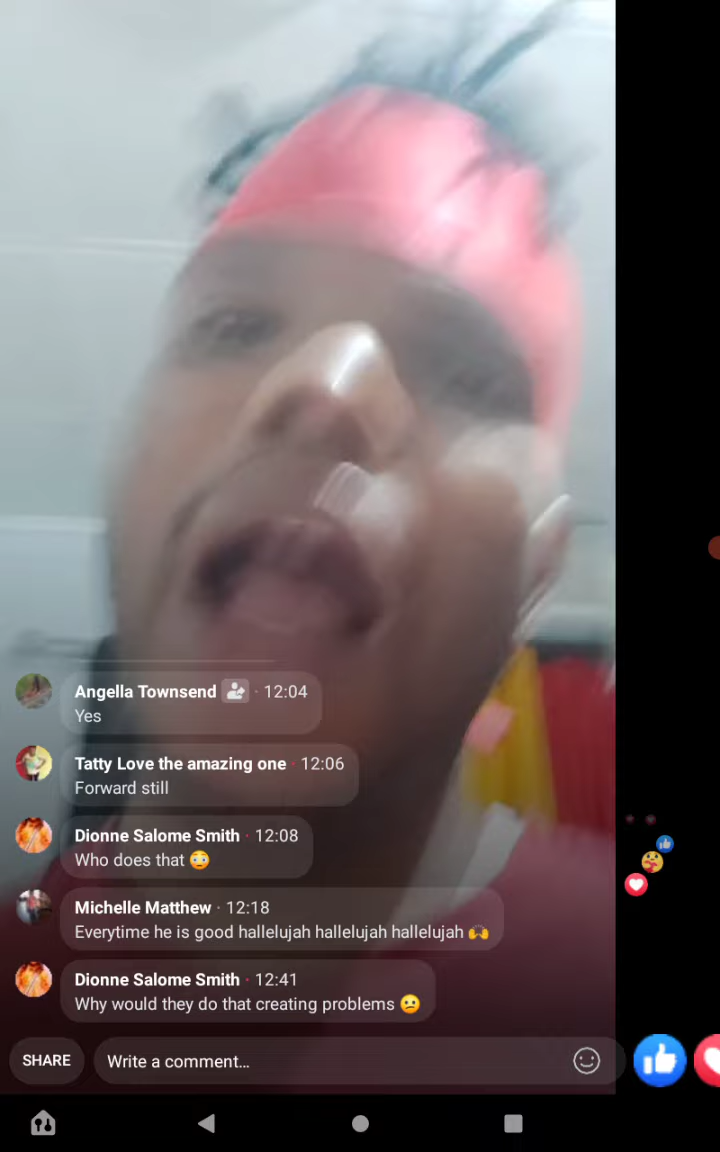 Angella Townsend · 12:04
Yes
Tatty Love the amazing one · 12:06
Forward still
Dionne Salome Smith · 12:08
Who does that 😳
Michelle Matthew · 12:18
Everytime he is good hallelujah hallelujah hallelujah 🙌
Dionne Salome Smith · 12:41
Why would they do that creating problems 😕
SHARE Write a comment...